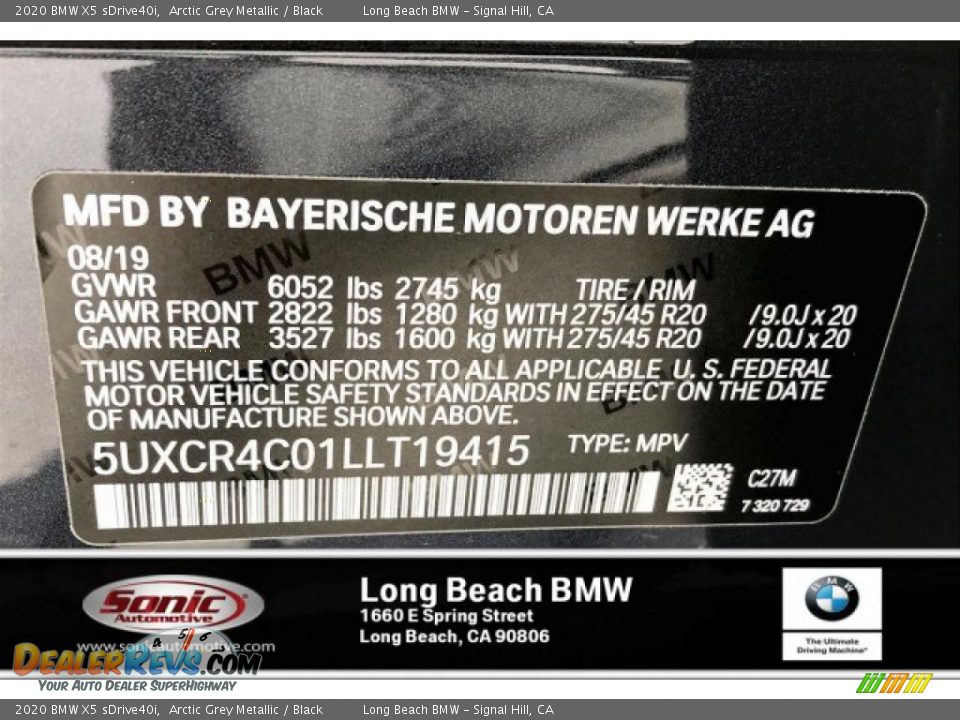 2020 BMW X5 sDrive40i, Arctic Grey Metallic / Black Long Beach BMW - Signal Hill, CA
MFD BY BAYERISCHE MOTOREN WERKE AG
08/19
GVWR 6052 lbs 2745 kg TIRE / RIM
GAWR FRONT 2822 lbs 1280 kg WITH 275/45 R20 / 9.0J x 20
GAWR REAR 3527 lbs 1600 kg WITH 275/45 R20 / 9.0J x 20
THIS VEHICLE CONFORMS TO ALL APPLICABLE U. S. FEDERAL
MOTOR VEHICLE SAFETY STANDARDS IN EFFECT ON THE DATE
OF MANUFACTURE SHOWN ABOVE.
5UXCR4C01LLT19415 TYPE: MPV
C27M
7 320 729
Sonic
Automotive
www.sonicautomotive.com
Long Beach BMW
1660 E Spring Street
Long Beach, CA 90806
BMW
The Ultimate
Driving Machine®
4 5 6
DEALERREVS.COM
YOUR AUTO DEALER SUPERHIGHWAY
2020 BMW X5 sDrive40i, Arctic Grey Metallic / Black Long Beach BMW - Signal Hill, CA